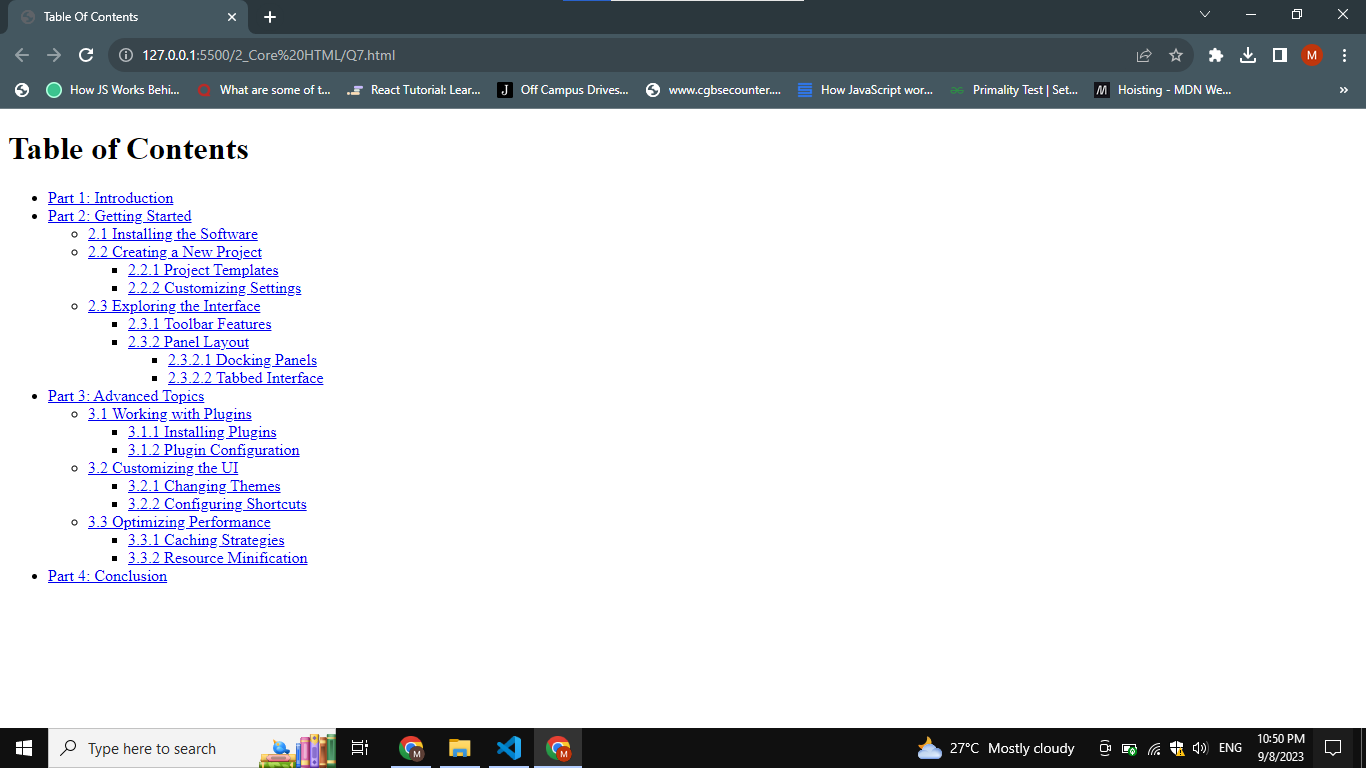 Table Of Contents
127.0.0.1:5500/2_Core%20HTML/Q7.html
M
How JS Works Behi... What are some of t... React Tutorial: Lear... J Off Campus Drives... www.cgbsecounter.... How JavaScript wor... Primality Test | Set... M Hoisting - MDN We... »
Table of Contents
Part 1: Introduction
Part 2: Getting Started
2.1 Installing the Software
2.2 Creating a New Project
2.2.1 Project Templates
2.2.2 Customizing Settings
2.3 Exploring the Interface
2.3.1 Toolbar Features
2.3.2 Panel Layout
2.3.2.1 Docking Panels
2.3.2.2 Tabbed Interface
Part 3: Advanced Topics
3.1 Working with Plugins
3.1.1 Installing Plugins
3.1.2 Plugin Configuration
3.2 Customizing the UI
3.2.1 Changing Themes
3.2.2 Configuring Shortcuts
3.3 Optimizing Performance
3.3.1 Caching Strategies
3.3.2 Resource Minification
Part 4: Conclusion
Type here to search M M 27°C Mostly cloudy ENG 10:50 PM
9/8/2023